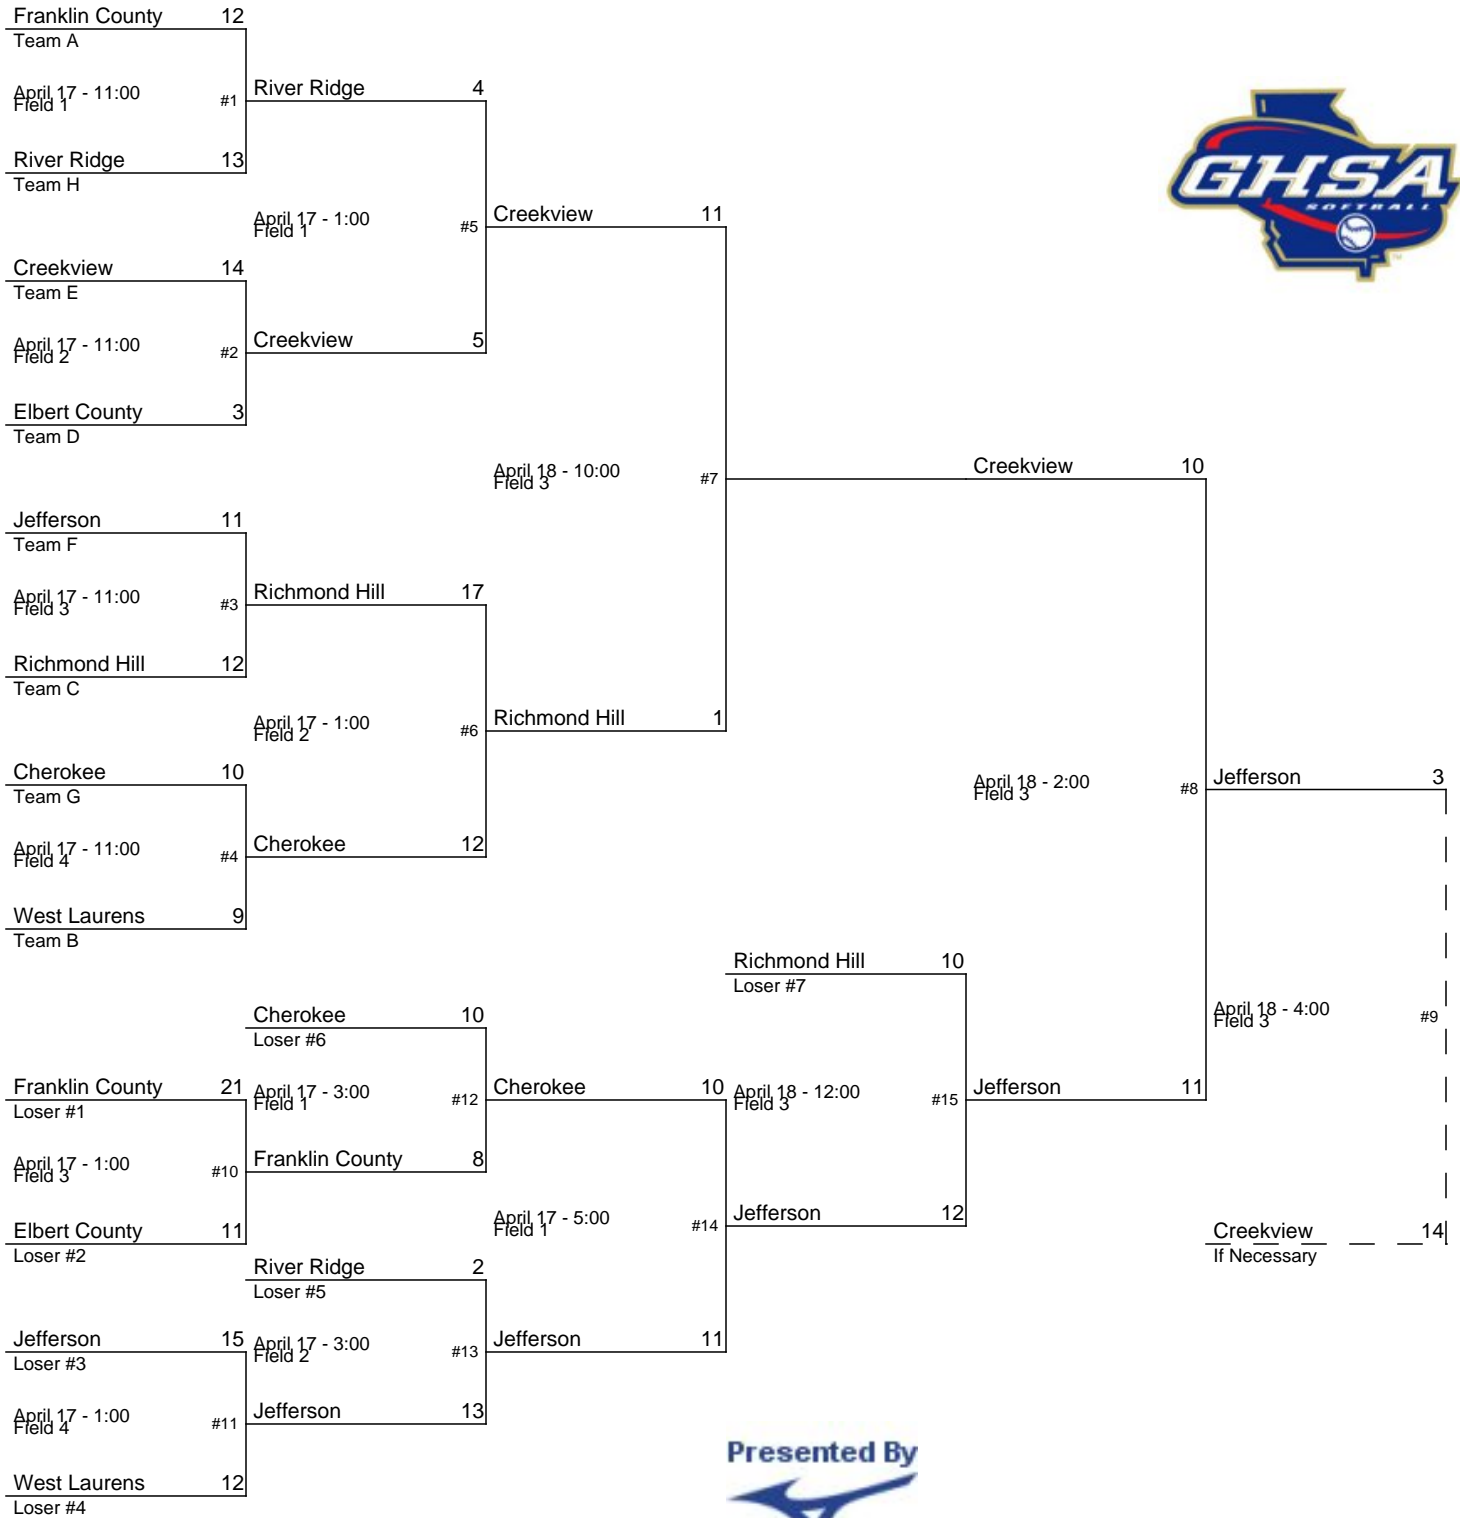 Franklin County 12
Team A
April 17 - 11:00
Field 1
#1
River Ridge 4
River Ridge 13
Team H
April 17 - 1:00
Field 1
#5
Creekview 11
Creekview 14
Team E
April 17 - 11:00
Field 2
#2
Creekview 5
Elbert County 3
Team D
April 18 - 10:00
Field 3
#7
Creekview 10
Jefferson 11
Team F
April 17 - 11:00
Field 3
#3
Richmond Hill 17
Richmond Hill 12
Team C
April 17 - 1:00
Field 2
#6
Richmond Hill 1
Cherokee 10
Team G
April 17 - 11:00
Field 4
#4
Cherokee 12
West Laurens 9
Team B
April 18 - 2:00
Field 3
#8
Jefferson 3
Richmond Hill 10
Loser #7
Cherokee 10
Loser #6
April 18 - 4:00
Field 3
#9
Franklin County 21
Loser #1
April 17 - 3:00
Field 1
#12
Cherokee 10
April 18 - 12:00
Field 3
#15
Jefferson 11
April 17 - 1:00
Field 3
#10
Franklin County 8
Elbert County 11
Loser #2
April 17 - 5:00
Field 1
#14
Jefferson 12
Creekview 14
If Necessary
River Ridge 2
Loser #5
Jefferson 15
Loser #3
April 17 - 3:00
Field 2
#13
Jefferson 11
April 17 - 1:00
Field 4
#11
Jefferson 13
West Laurens 12
Loser #4
GHSA
SOFTBALL
TM
Presented By